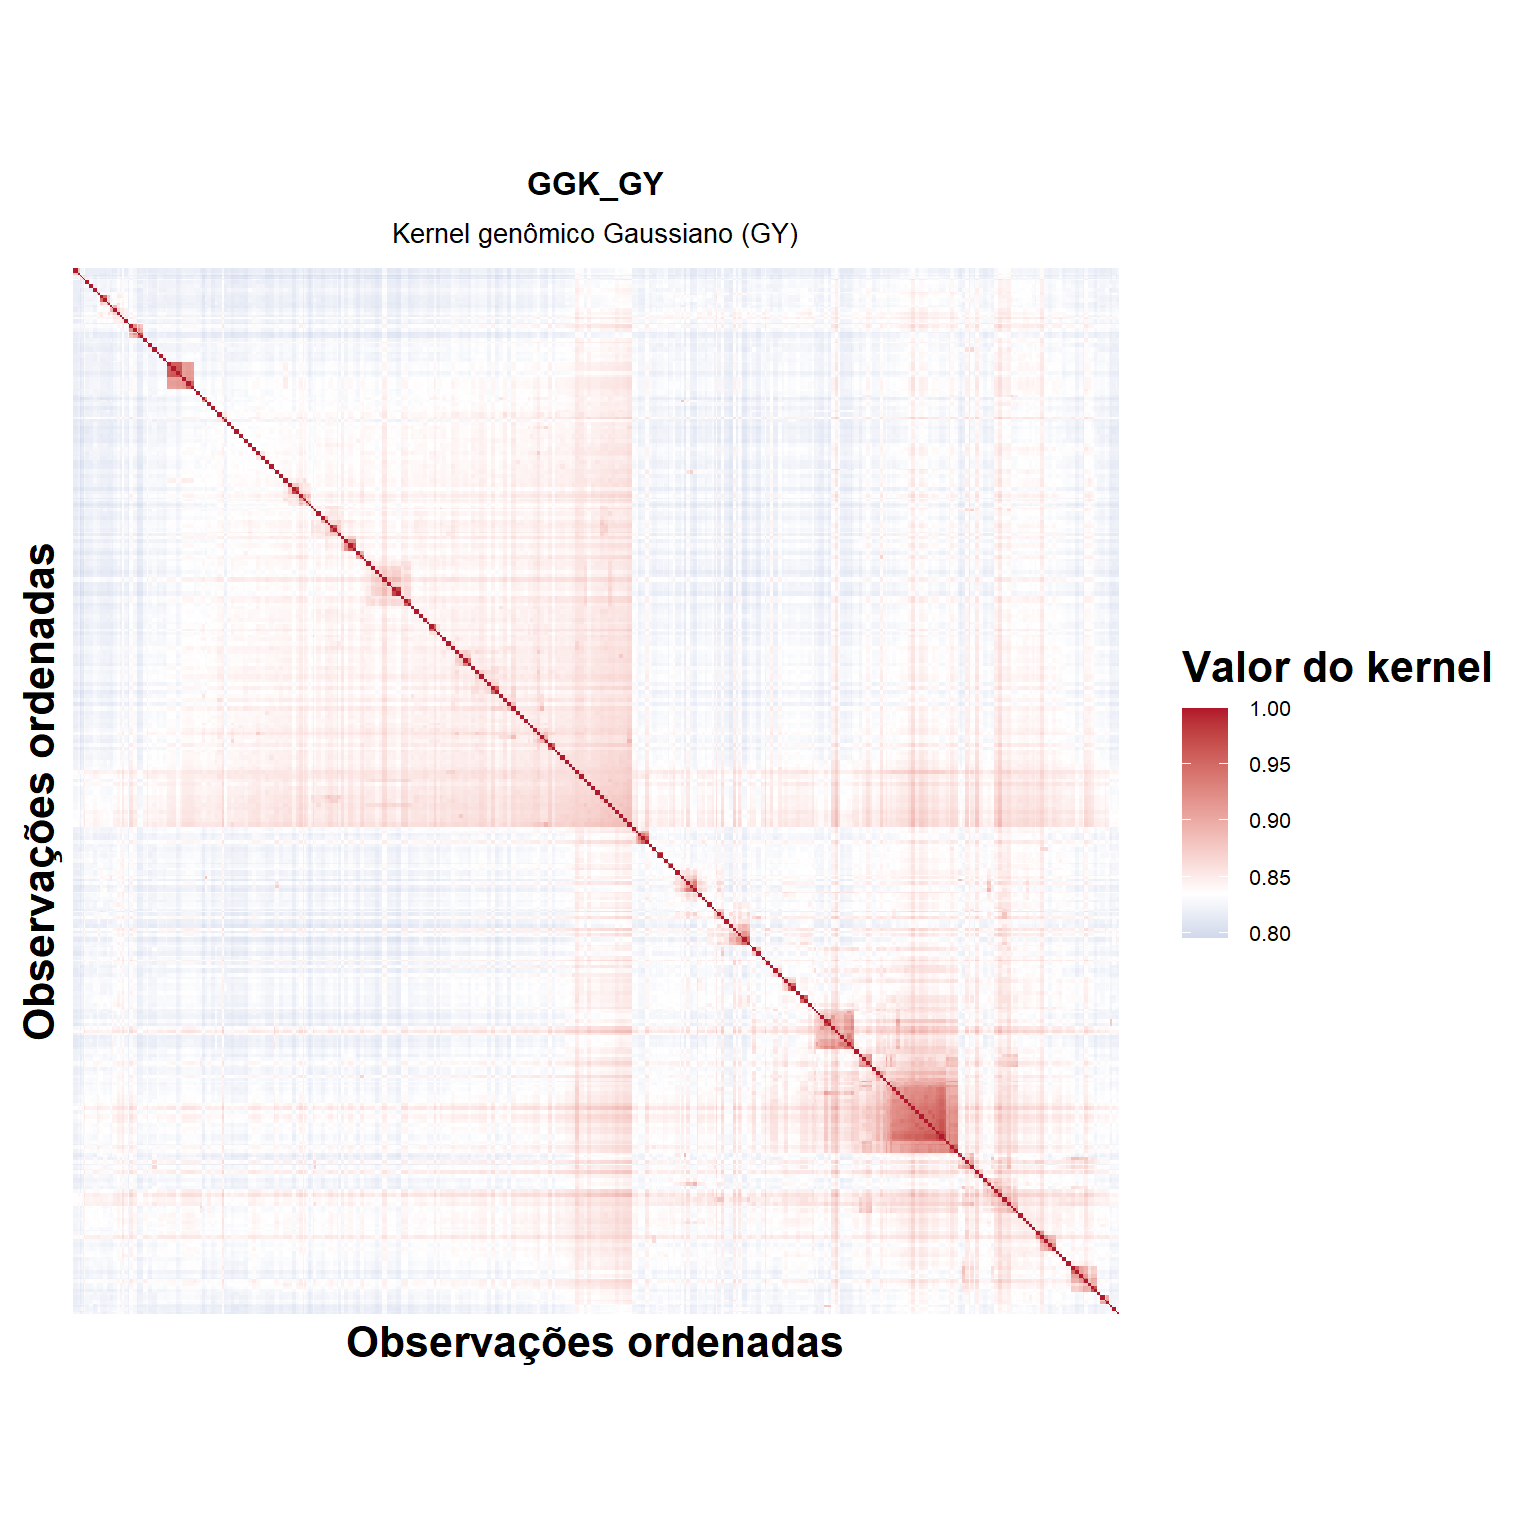 GGK_GY
Kernel genômico Gaussiano (GY)
Observações ordenadas
Observações ordenadas
Valor do kernel
1.00
0.95
0.90
0.85
0.80